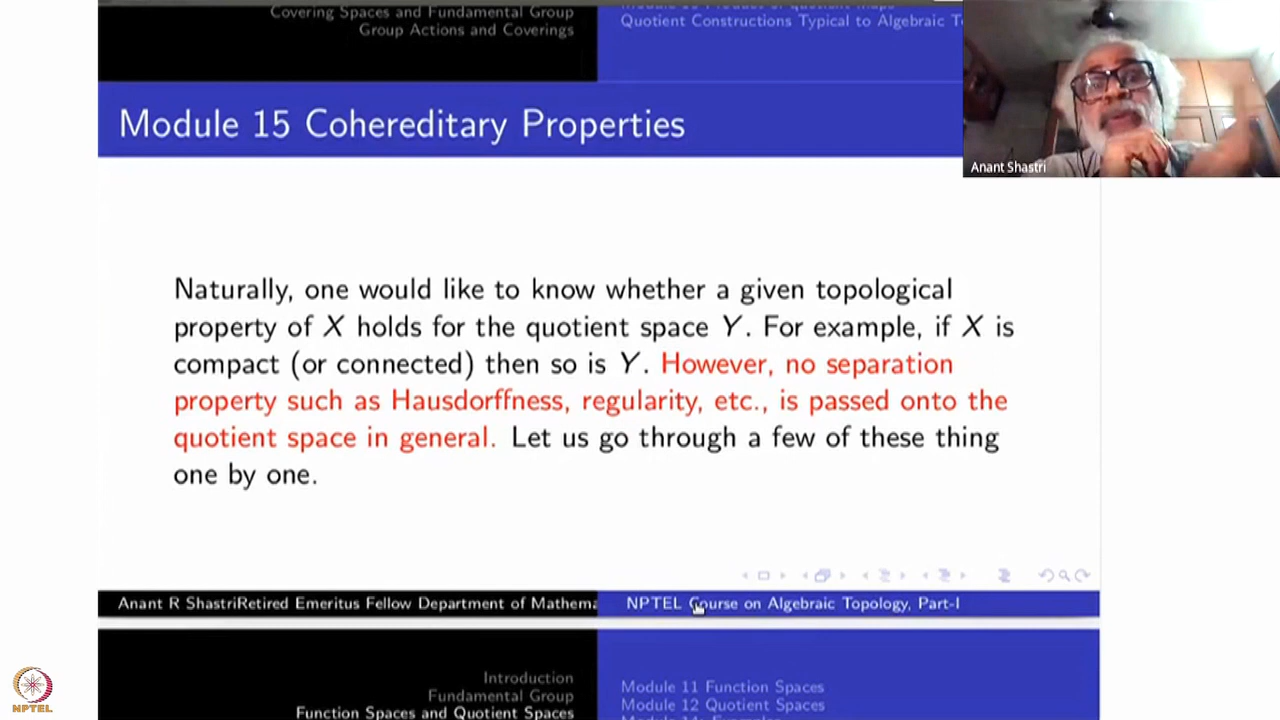 Covering Spaces and Fundamental Group
Group Actions and Coverings
Quotient Constructions Typical to Algebraic T
Anant Shastri
Module 15 Cohereditary Properties
Naturally, one would like to know whether a given topological
property of X holds for the quotient space Y. For example, if X is
compact (or connected) then so is Y. However, no separation
property such as Hausdorffness, regularity, etc., is passed onto the
quotient space in general. Let us go through a few of these thing
one by one.
Anant R ShastriRetired Emeritus Fellow Department of Mathema
NPTEL Course on Algebraic Topology, Part-I
Introduction
Fundamental Group
Function Spaces and Quotient Spaces
Module 11 Function Spaces
Module 12 Quotient Spaces
NPTEL